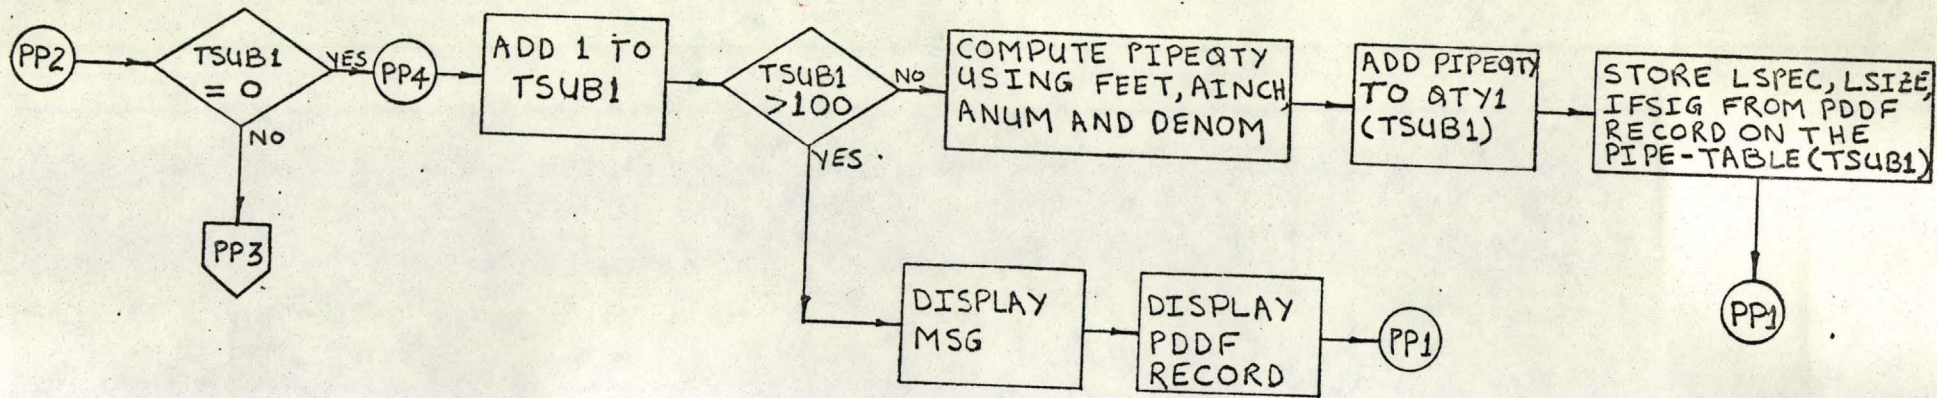 PP2
TSUB1
= 0
YES
NO
PP3
PP4
ADD 1 TO
TSUB1
TSUB1
>100
NO
YES
COMPUTE PIPEQTY
USING FEET, AINCH,
ANUM AND DENOM
ADD PIPEQTY
TO QTY1
(TSUB1)
STORE LSPEC, LSIZE,
IFSIG FROM PDDF
RECORD ON THE
PIPE-TABLE (TSUB1)
PP1
DISPLAY
MSG
DISPLAY
PDDF
RECORD
PP1